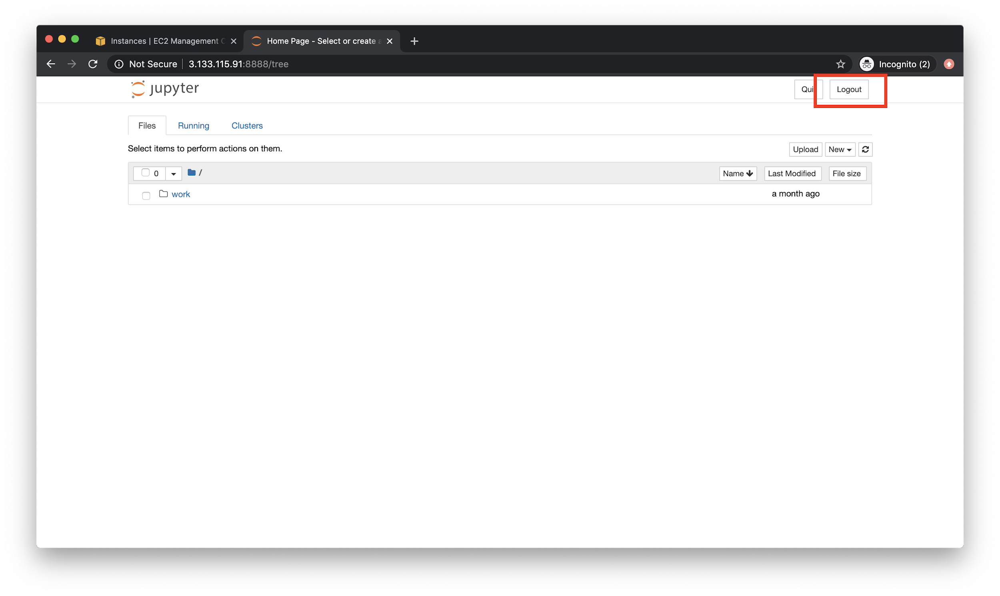 Instances | EC2 Management
Home Page - Select or create a
Not Secure
3.133.115.91:8888/tree
Incognito (2)
jupyter
Qui
Logout
Files
Running
Clusters
Select items to perform actions on them.
Upload
New
0
/
Name
Last Modified
File size
work
a month ago